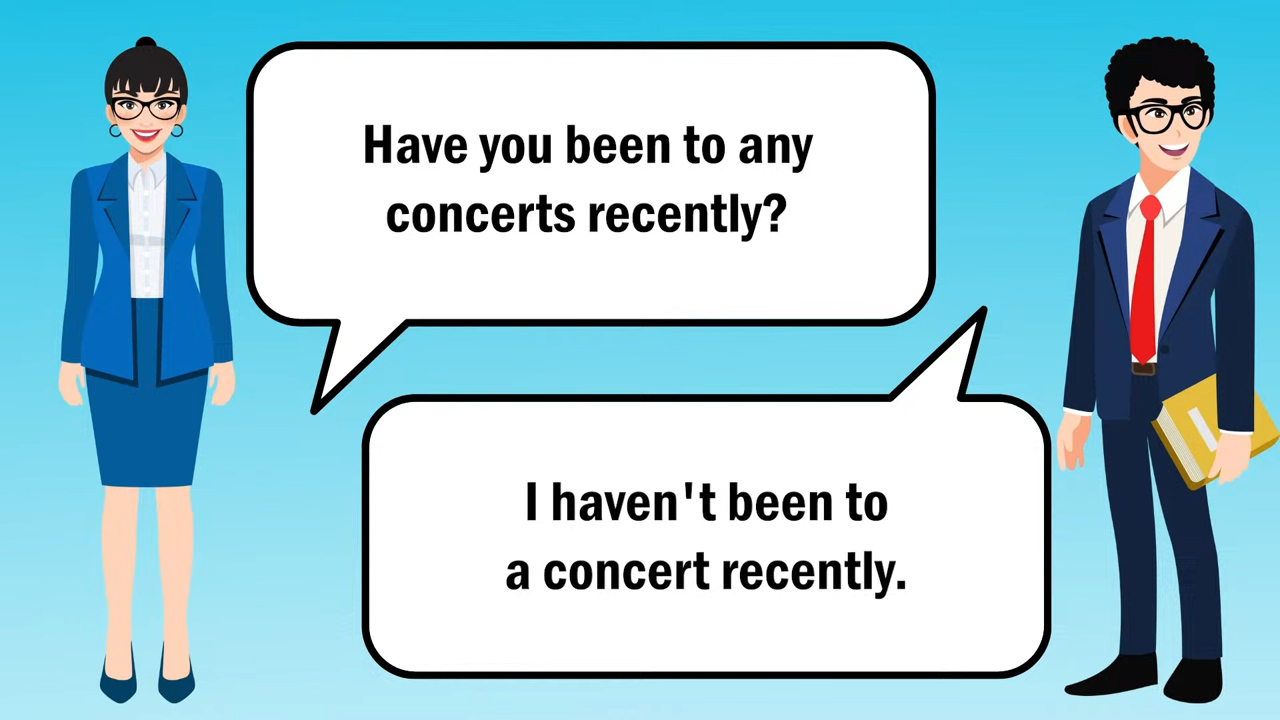 Have you been to any
concerts recently?
I haven't been to
a concert recently.